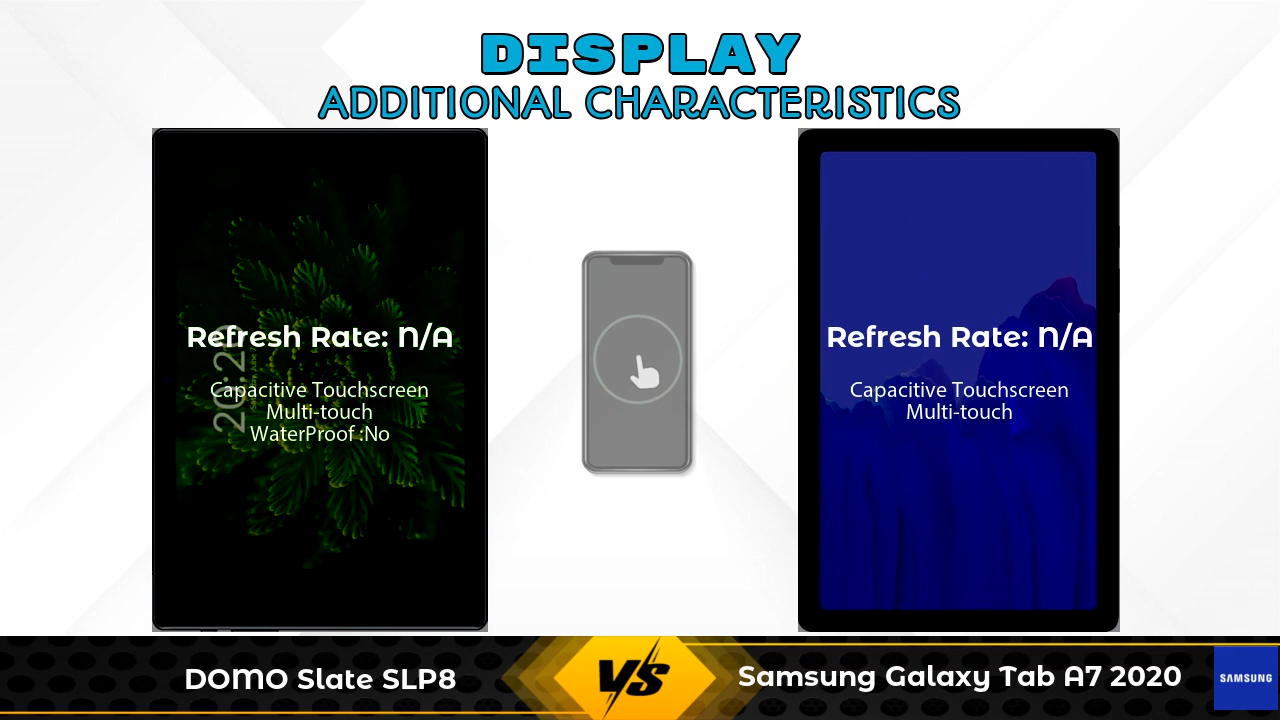 DISPLAY
ADDITIONAL CHARACTERISTICS
Refresh Rate: N/A
Capacitive Touchscreen
Multi-touch
WaterProof :No
Refresh Rate: N/A
Capacitive Touchscreen
Multi-touch
DOMO Slate SLP8
VS
Samsung Galaxy Tab A7 2020
SAMSUNG